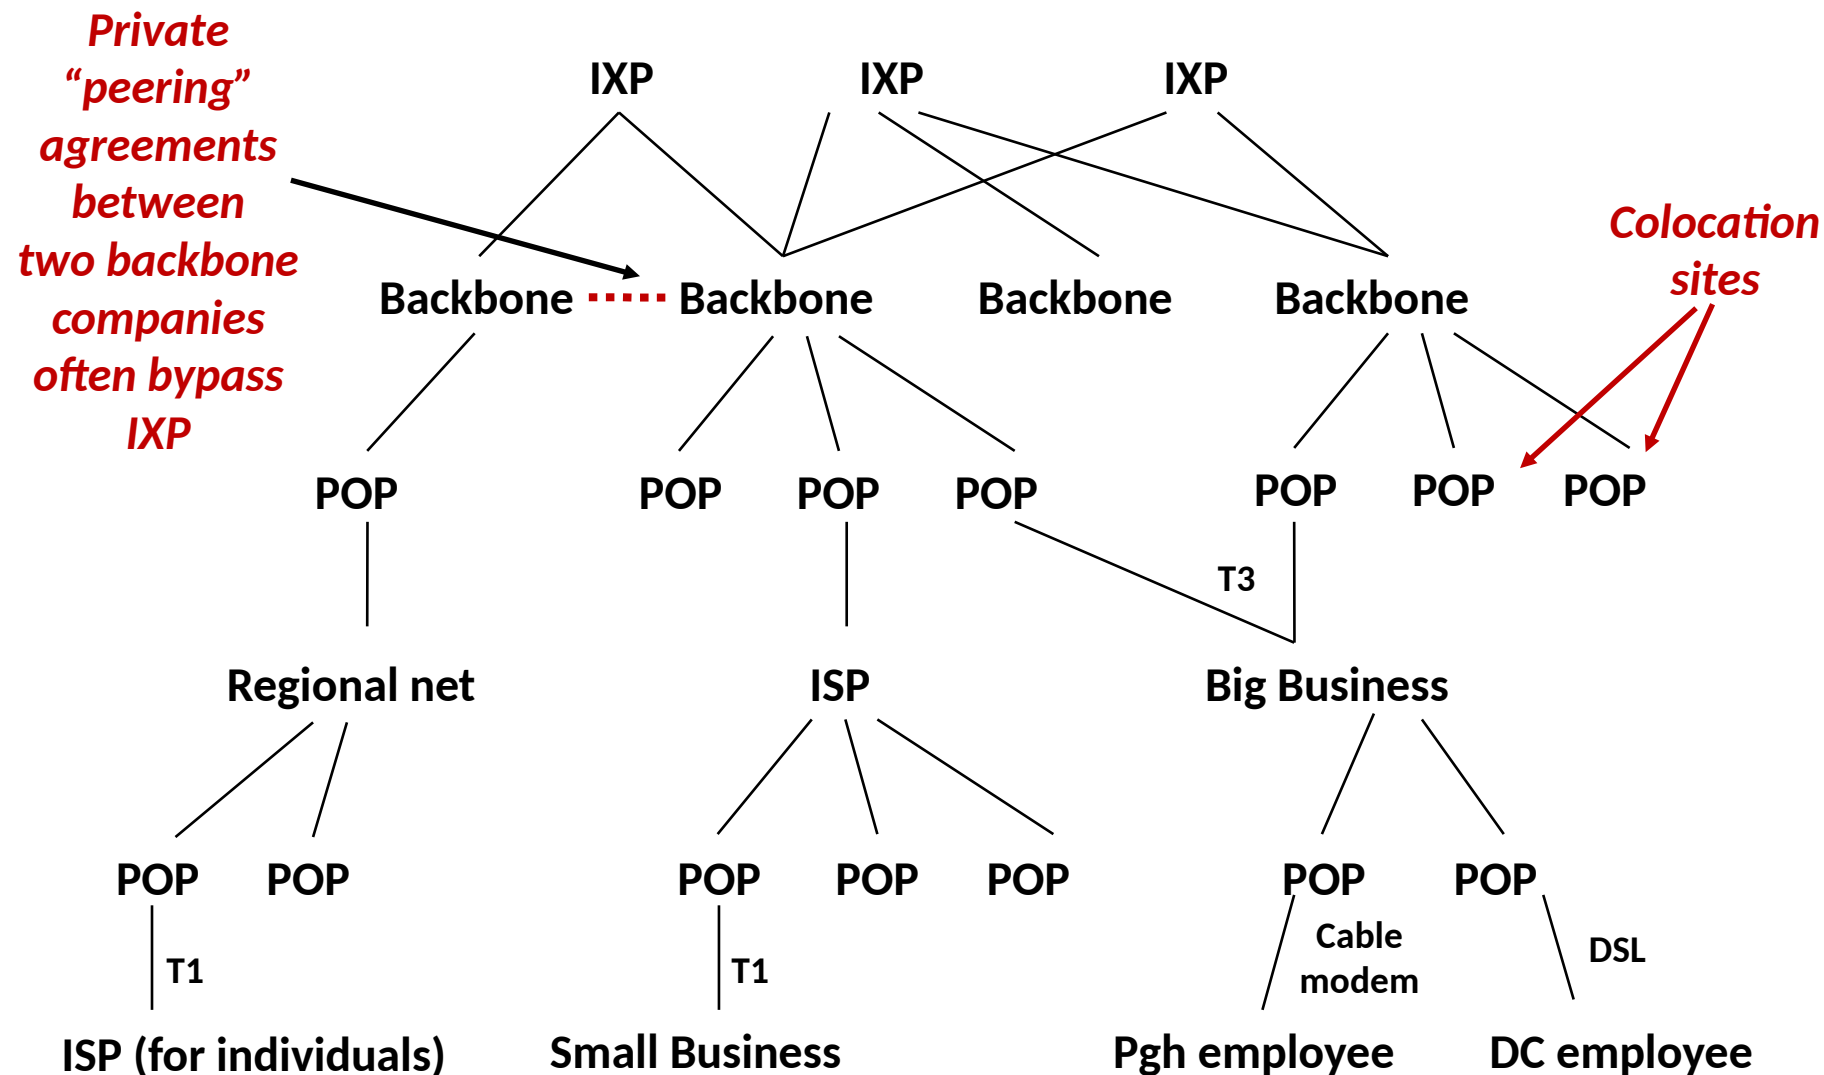 Private
“peering”
agreements
between
two backbone
companies
often bypass
IXP
IXP IXP IXP
Colocation
sites
Backbone Backbone Backbone Backbone
POP POP POP POP POP POP POP
T3
Regional net ISP Big Business
POP POP POP POP POP POP POP
T1 T1 Cable
modem DSL
ISP (for individuals) Small Business Pgh employee DC employee